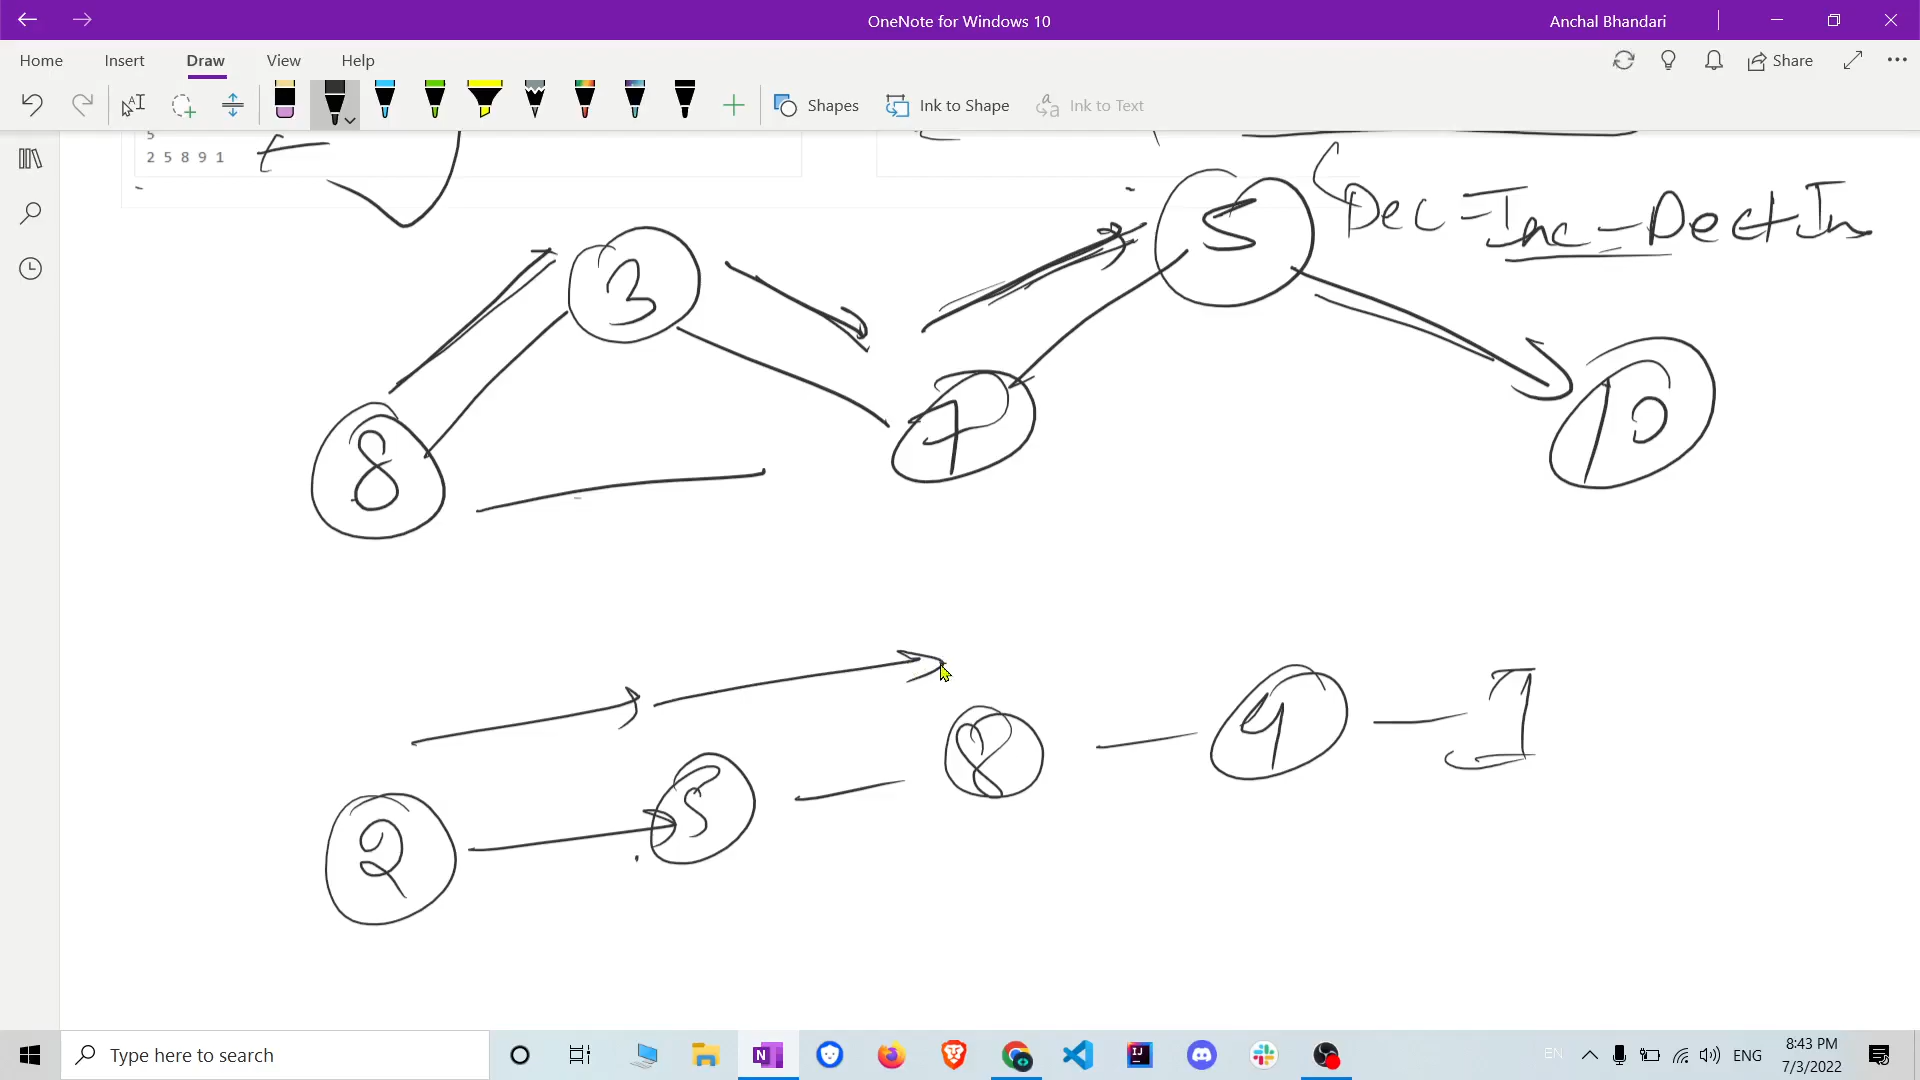 OneNote for Windows 10
Anchal Bhandari
Home Insert Draw View Help
Share
Shapes Ink to Shape Ink to Text
5
2 5 8 9 1
Dec = Inc = Dec + In
3 5
8 9 10
2 5 8 9 1
Type here to search
EN ENG
8:43 PM
7/3/2022